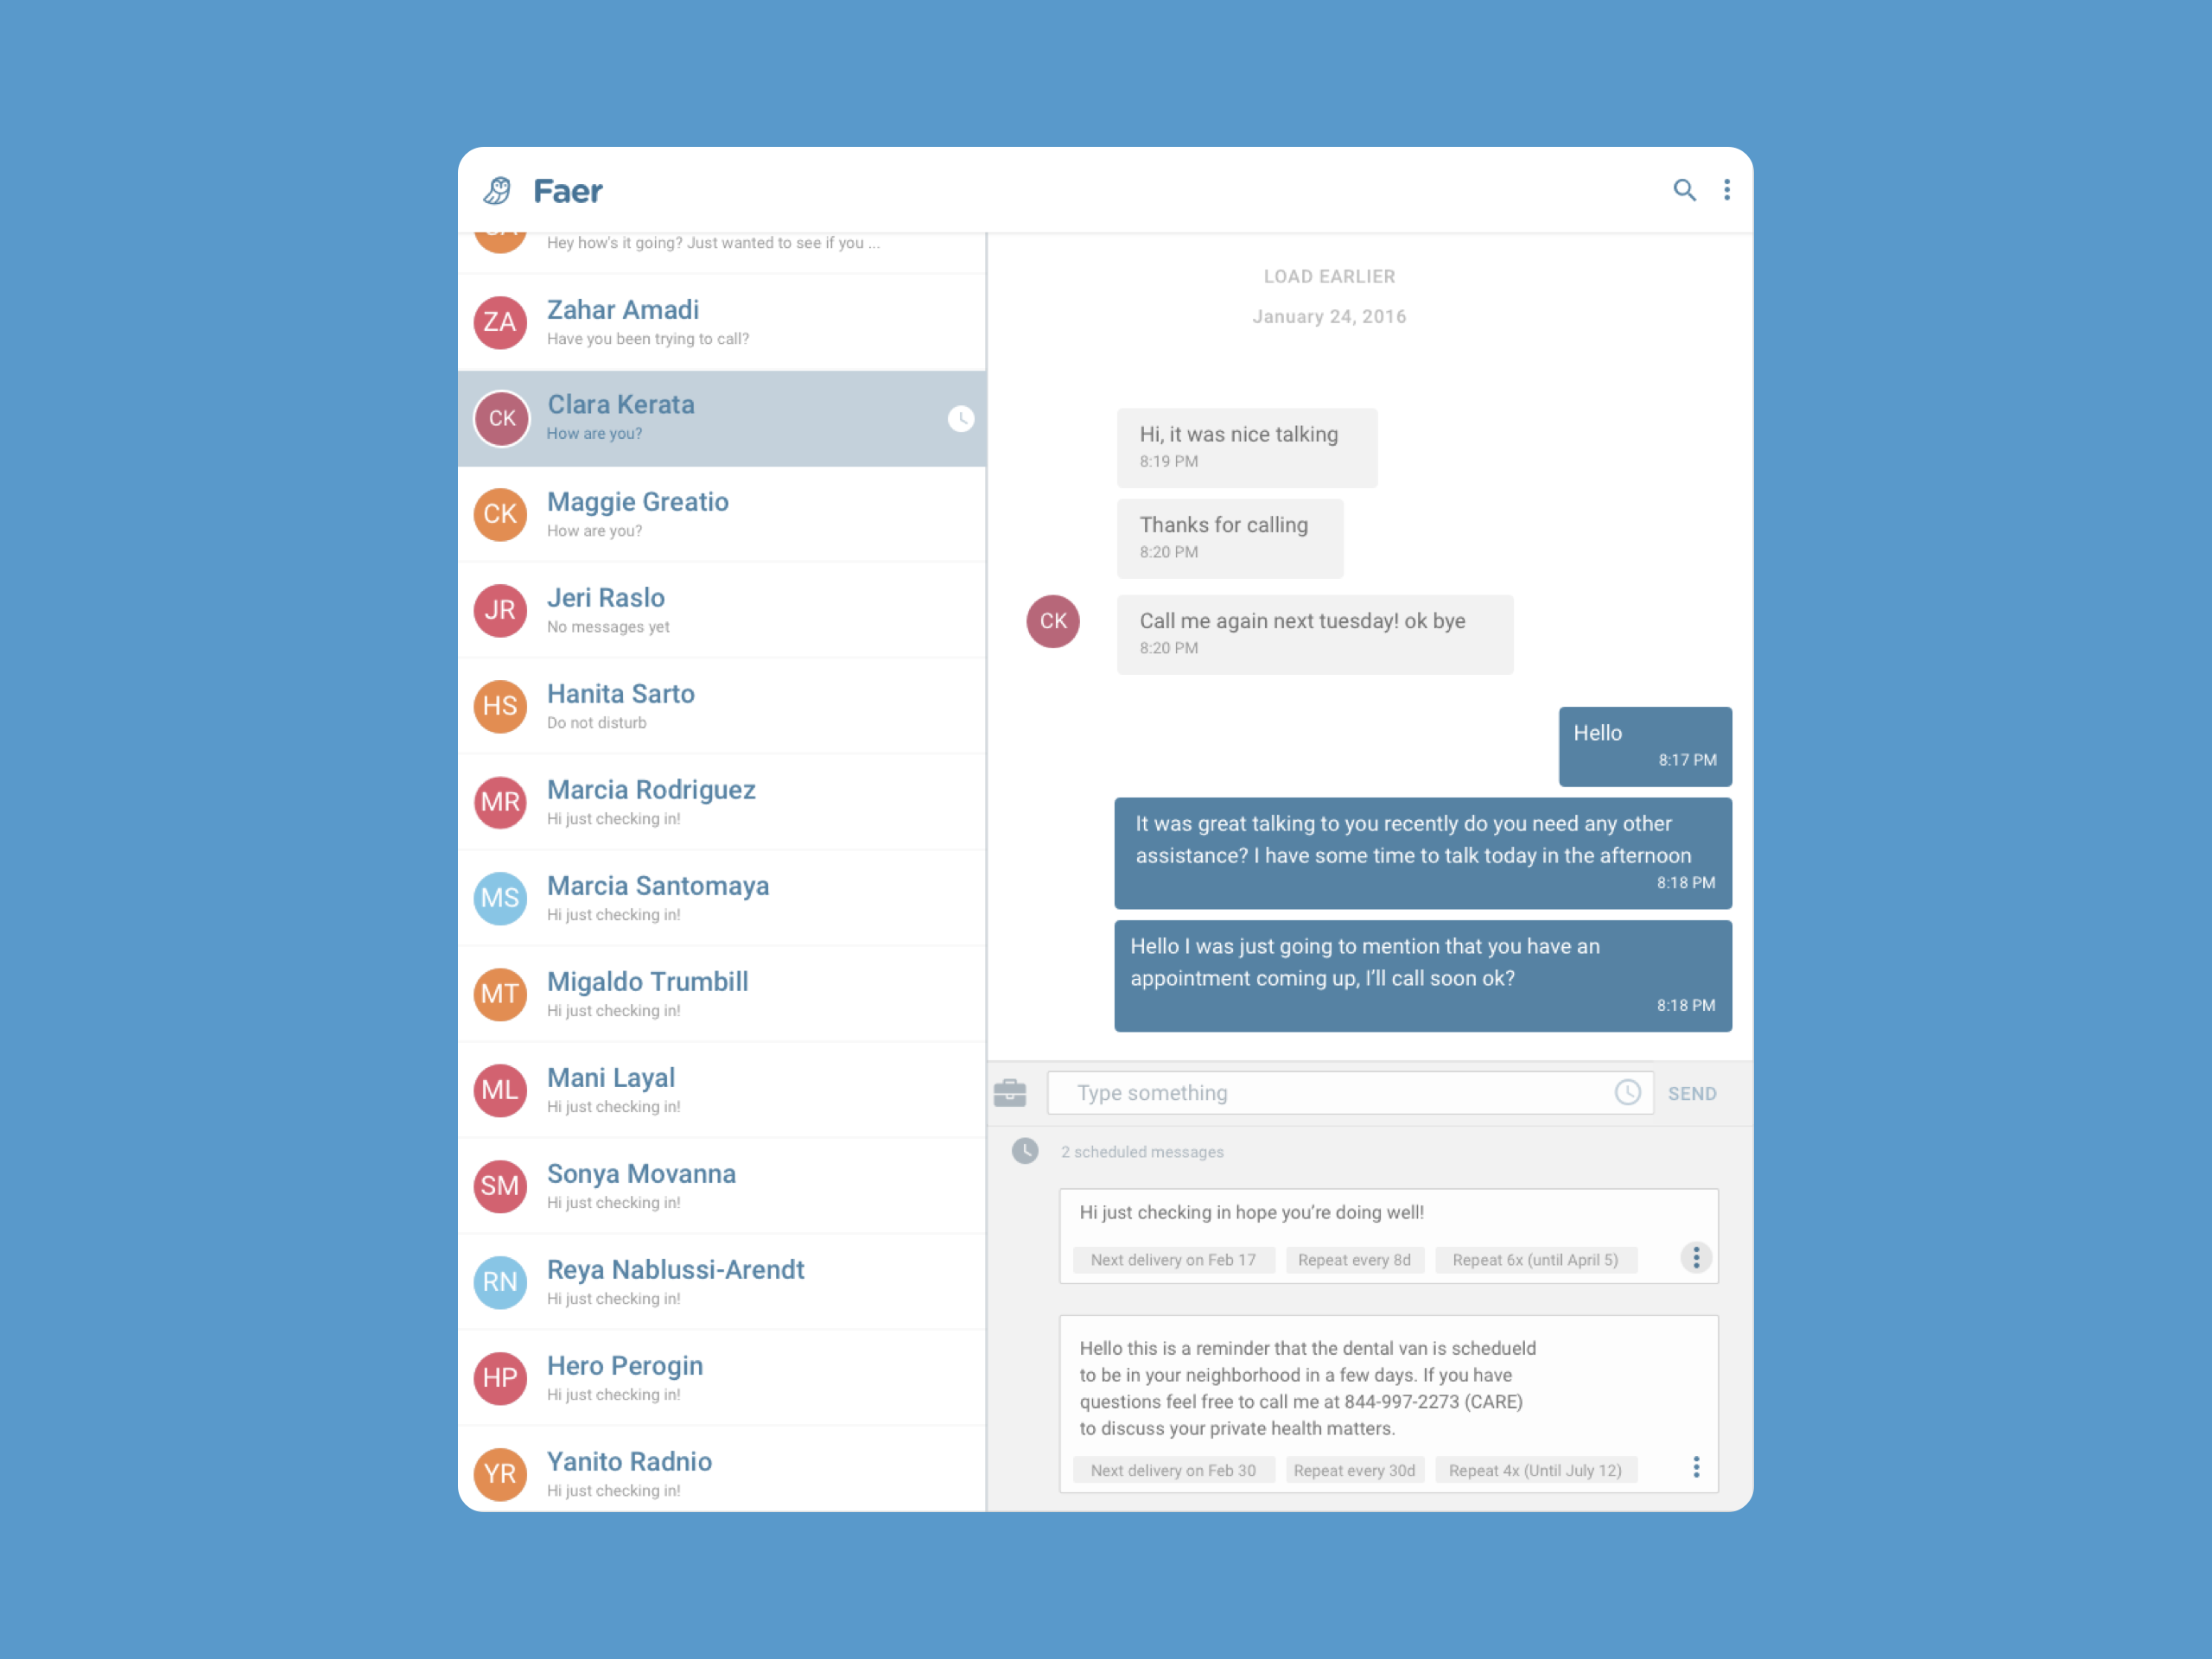 Faer
Hey how's it going? Just wanted to see if you ...
ZA
Zahar Amadi
Have you been trying to call?
CK
Clara Kerata
How are you?
CK
Maggie Greatio
How are you?
JR
Jeri Raslo
No messages yet
HS
Hanita Sarto
Do not disturb
MR
Marcia Rodriguez
Hi just checking in!
MS
Marcia Santomaya
Hi just checking in!
MT
Migaldo Trumbill
Hi just checking in!
ML
Mani Layal
Hi just checking in!
SM
Sonya Movanna
Hi just checking in!
RN
Reya Nablussi-Arendt
Hi just checking in!
HP
Hero Perogin
Hi just checking in!
YR
Yanito Radnio
Hi just checking in!
LOAD EARLIER
January 24, 2016
Hi, it was nice talking
8:19 PM
Thanks for calling
8:20 PM
CK
Call me again next tuesday! ok bye
8:20 PM
Hello
8:17 PM
It was great talking to you recently do you need any other
assistance? I have some time to talk today in the afternoon
8:18 PM
Hello I was just going to mention that you have an
appointment coming up, I'll call soon ok?
8:18 PM
Type something
SEND
2 scheduled messages
Hi just checking in hope you're doing well!
Next delivery on Feb 17
Repeat every 8d
Repeat 6x (until April 5)
Hello this is a reminder that the dental van is schedueld
to be in your neighborhood in a few days. If you have
questions feel free to call me at 844-997-2273 (CARE)
to discuss your private health matters.
Next delivery on Feb 30
Repeat every 30d
Repeat 4x (Until July 12)